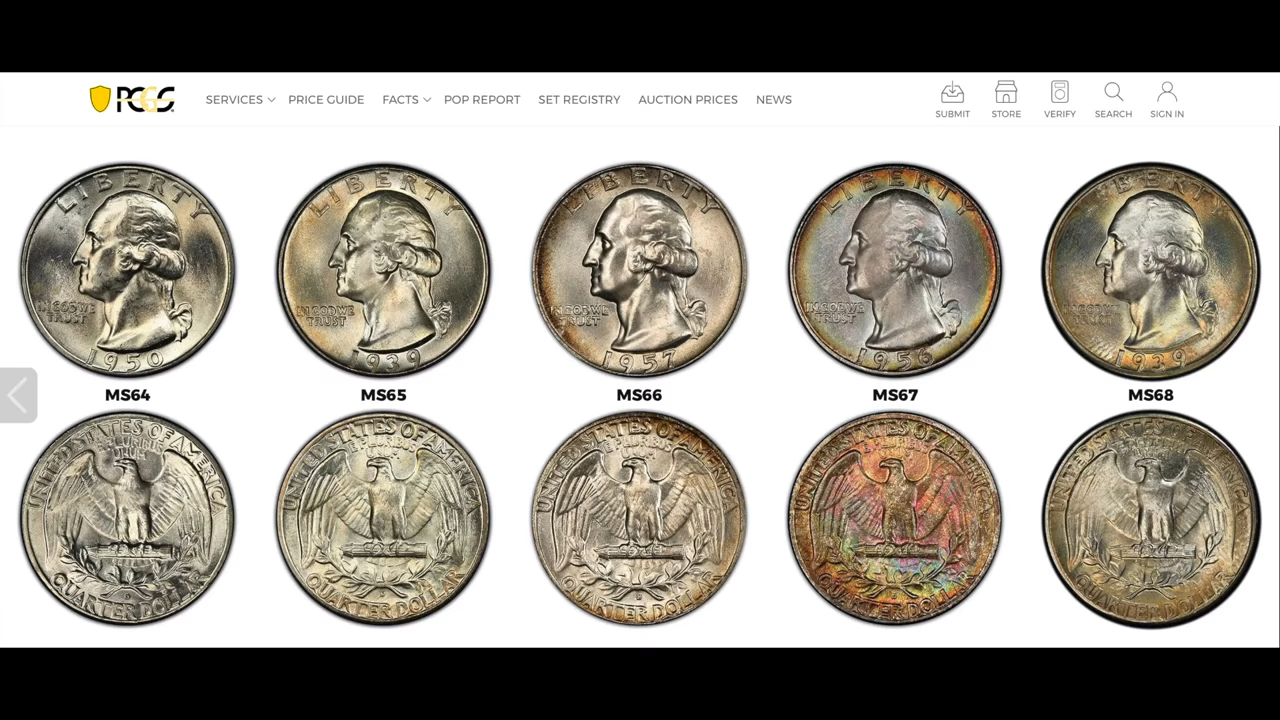 PCGS SERVICES PRICE GUIDE FACTS POP REPORT SET REGISTRY AUCTION PRICES NEWS SUBMIT STORE VERIFY SEARCH SIGN IN
LIBERTY LIBERTY LIBERTY LIBERTY LIBERTY
IN GOD WE IN GOD WE IN GOD WE IN GOD WE IN GOD WE
TRUST TRUST TRUST TRUST TRUST
1950 1939 1957 1956 1939
MS64 MS65 MS66 MS67 MS68
UNITED STATES OF AMERICA UNITED STATES OF AMERICA UNITED STATES OF AMERICA UNITED STATES OF AMERICA UNITED STATES OF AMERICA
E PLURIBUS
UNUM
QUARTER DOLLAR QUARTER DOLLAR QUARTER DOLLAR QUARTER DOLLAR QUARTER DOLLAR